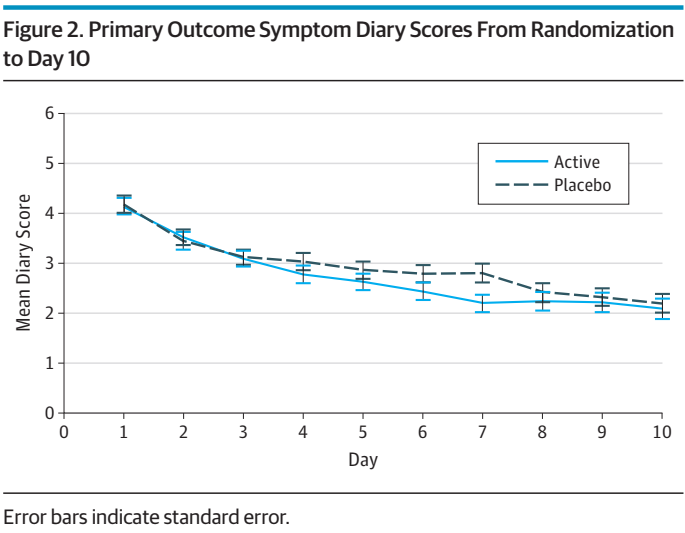 Figure 2. Primary Outcome Symptom Diary Scores From Randomization
to Day 10
6
5
4
3
2
1
0
Mean Diary Score
Active
Placebo
0 1 2 3 4 5 6 7 8 9 10
Day
Error bars indicate standard error.